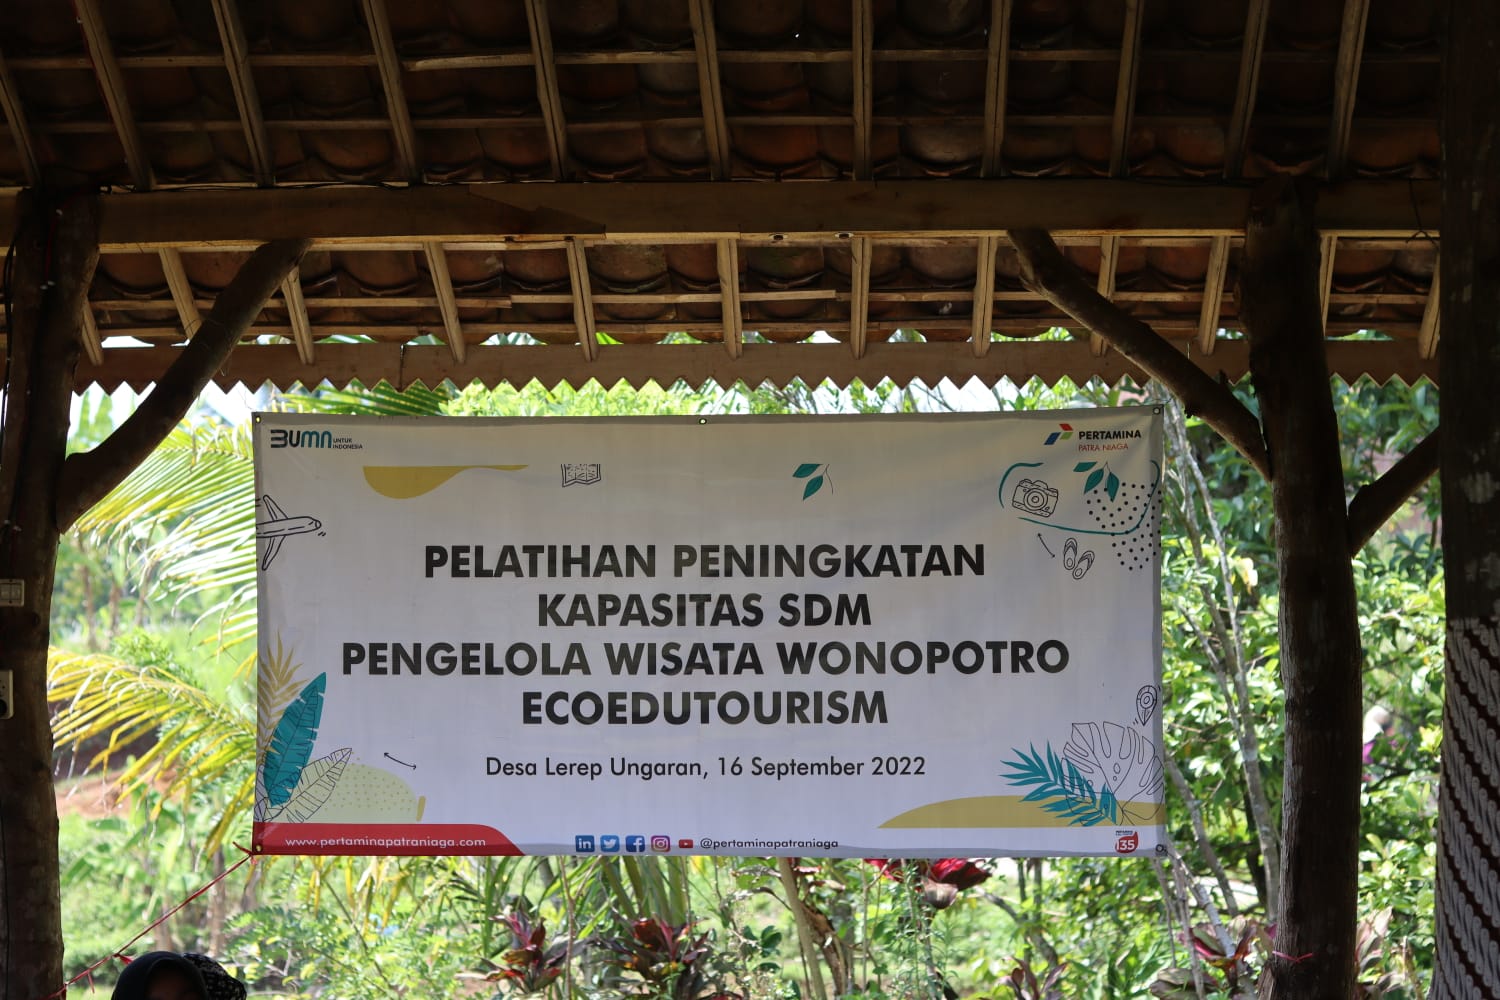 BUMN UNTUK INDONESIA
PERTAMINA
PATRA NIAGA
PELATIHAN PENINGKATAN
KAPASITAS SDM
PENGELOLA WISATA WONOPOTRO
ECOEDUTOURISM
Desa Lerep Ungaran, 16 September 2022
www.pertaminapatraniaga.com
@pertaminapatraniaga
135